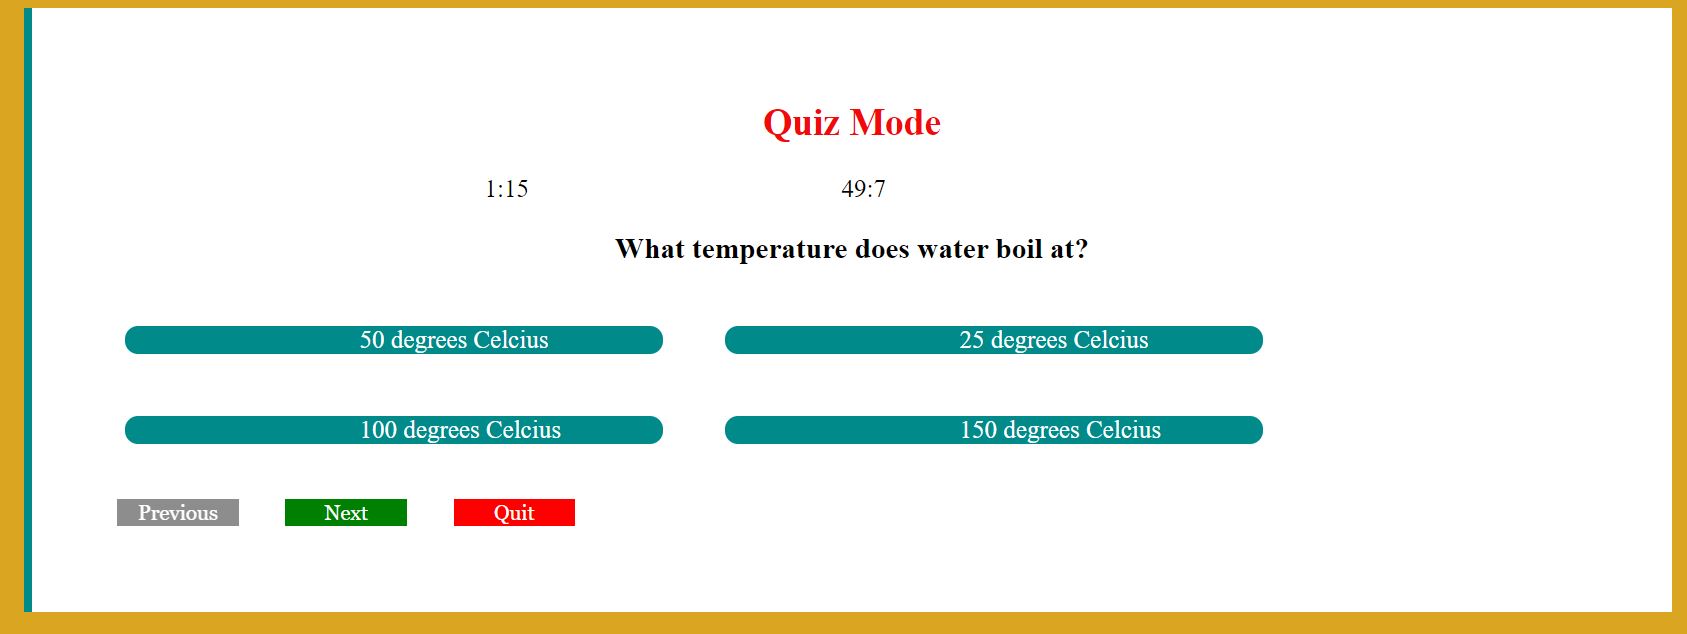 Quiz Mode
1:15 49:7
What temperature does water boil at?
50 degrees Celcius 25 degrees Celcius
100 degrees Celcius 150 degrees Celcius
Previous Next Quit